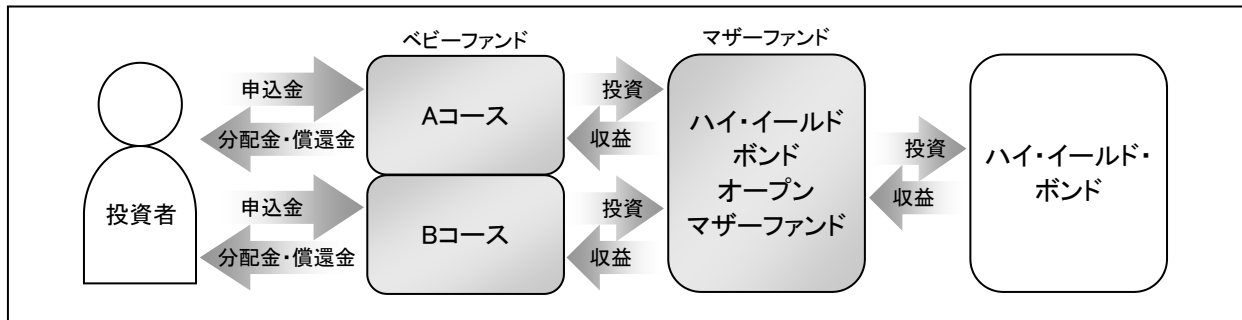 ベビーファンド
マザーファンド
申込金
分配金・償還金
Aコース
投資
収益
投資者
申込金
分配金・償還金
Bコース
投資
収益
ハイ・イールド
ボンド
オープン
マザーファンド
投資
収益
ハイ・イールド・
ボンド